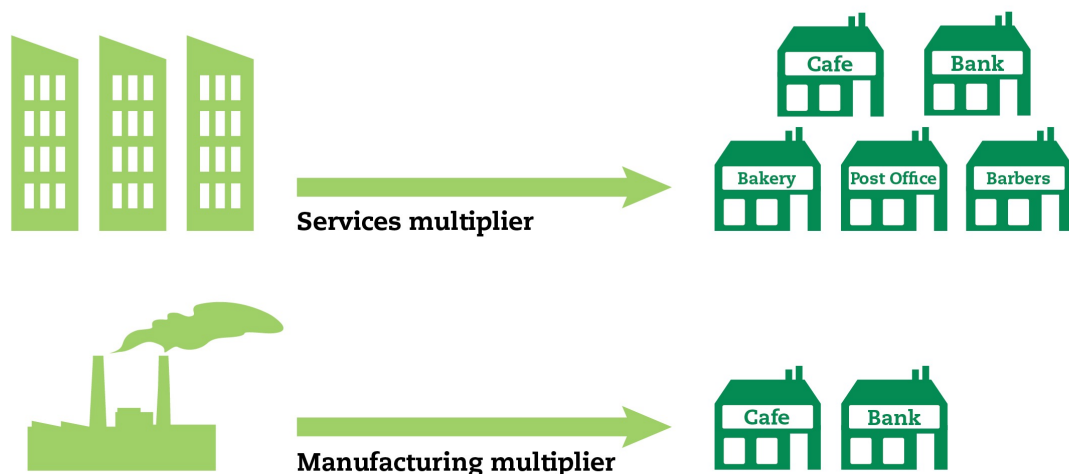 Cafe
Bank
Bakery
Post Office
Barbers
Services multiplier
Cafe
Bank
Manufacturing multiplier